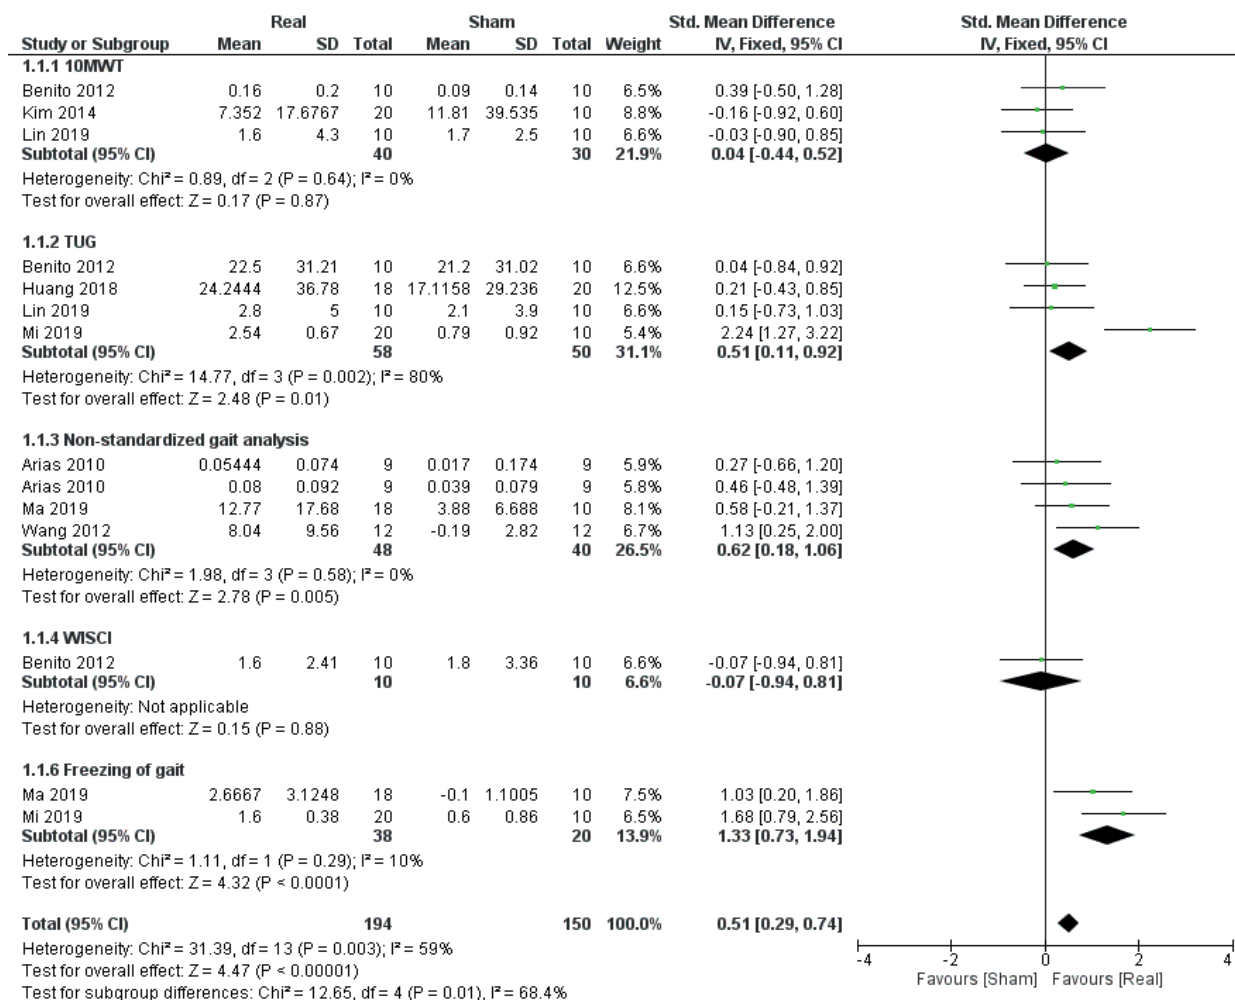 Real Sham Std. Mean Difference Std. Mean Difference
Study or Subgroup Mean SD Total Mean SD Total Weight IV, Fixed, 95% CI IV, Fixed, 95% CI
1.1.1 10MWT
Benito 2012 0.16 0.2 10 0.09 0.14 10 6.5% 0.39 [-0.50, 1.28]
Kim 2014 7.352 17.6767 20 11.81 39.535 10 8.8% -0.16 [-0.92, 0.60]
Lin 2019 1.6 4.3 10 1.7 2.5 10 6.6% -0.03 [-0.90, 0.85]
Subtotal (95% CI) 40 30 21.9% 0.04 [-0.44, 0.52]
Heterogeneity: Chi² = 0.89, df = 2 (P = 0.64); I² = 0%
Test for overall effect: Z = 0.17 (P = 0.87)
1.1.2 TUG
Benito 2012 22.5 31.21 10 21.2 31.02 10 6.6% 0.04 [-0.84, 0.92]
Huang 2018 24.2444 36.78 18 17.1158 29.236 20 12.5% 0.21 [-0.43, 0.85]
Lin 2019 2.8 5 10 2.1 3.9 10 6.6% 0.15 [-0.73, 1.03]
Mi 2019 2.54 0.67 20 0.79 0.92 10 5.4% 2.24 [1.27, 3.22]
Subtotal (95% CI) 58 50 31.1% 0.51 [0.11, 0.92]
Heterogeneity: Chi² = 14.77, df = 3 (P = 0.002); I² = 80%
Test for overall effect: Z = 2.48 (P = 0.01)
1.1.3 Non-standardized gait analysis
Arias 2010 0.05444 0.074 9 0.017 0.174 9 5.9% 0.27 [-0.66, 1.20]
Arias 2010 0.08 0.092 9 0.039 0.079 9 5.8% 0.46 [-0.48, 1.39]
Ma 2019 12.77 17.68 18 3.88 6.688 10 8.1% 0.58 [-0.21, 1.37]
Wang 2012 8.04 9.56 12 -0.19 2.82 12 6.7% 1.13 [0.25, 2.00]
Subtotal (95% CI) 48 40 26.5% 0.62 [0.18, 1.06]
Heterogeneity: Chi² = 1.98, df = 3 (P = 0.58); I² = 0%
Test for overall effect: Z = 2.78 (P = 0.005)
1.1.4 WISCI
Benito 2012 1.6 2.41 10 1.8 3.36 10 6.6% -0.07 [-0.94, 0.81]
Subtotal (95% CI) 10 10 6.6% -0.07 [-0.94, 0.81]
Heterogeneity: Not applicable
Test for overall effect: Z = 0.15 (P = 0.88)
1.1.6 Freezing of gait
Ma 2019 2.6667 3.1248 18 -0.1 1.1005 10 7.5% 1.03 [0.20, 1.86]
Mi 2019 1.6 0.38 20 0.6 0.86 10 6.5% 1.68 [0.79, 2.56]
Subtotal (95% CI) 38 20 13.9% 1.33 [0.73, 1.94]
Heterogeneity: Chi² = 1.11, df = 1 (P = 0.29); I² = 10%
Test for overall effect: Z = 4.32 (P < 0.0001)
Total (95% CI) 194 150 100.0% 0.51 [0.29, 0.74]
Heterogeneity: Chi² = 31.39, df = 13 (P = 0.003); I² = 59%
Test for overall effect: Z = 4.47 (P < 0.00001)
Test for subgroup differences: Chi² = 12.65, df = 4 (P = 0.01), I² = 68.4%
-4 -2 0 2 4
Favours [Sham] Favours [Real]